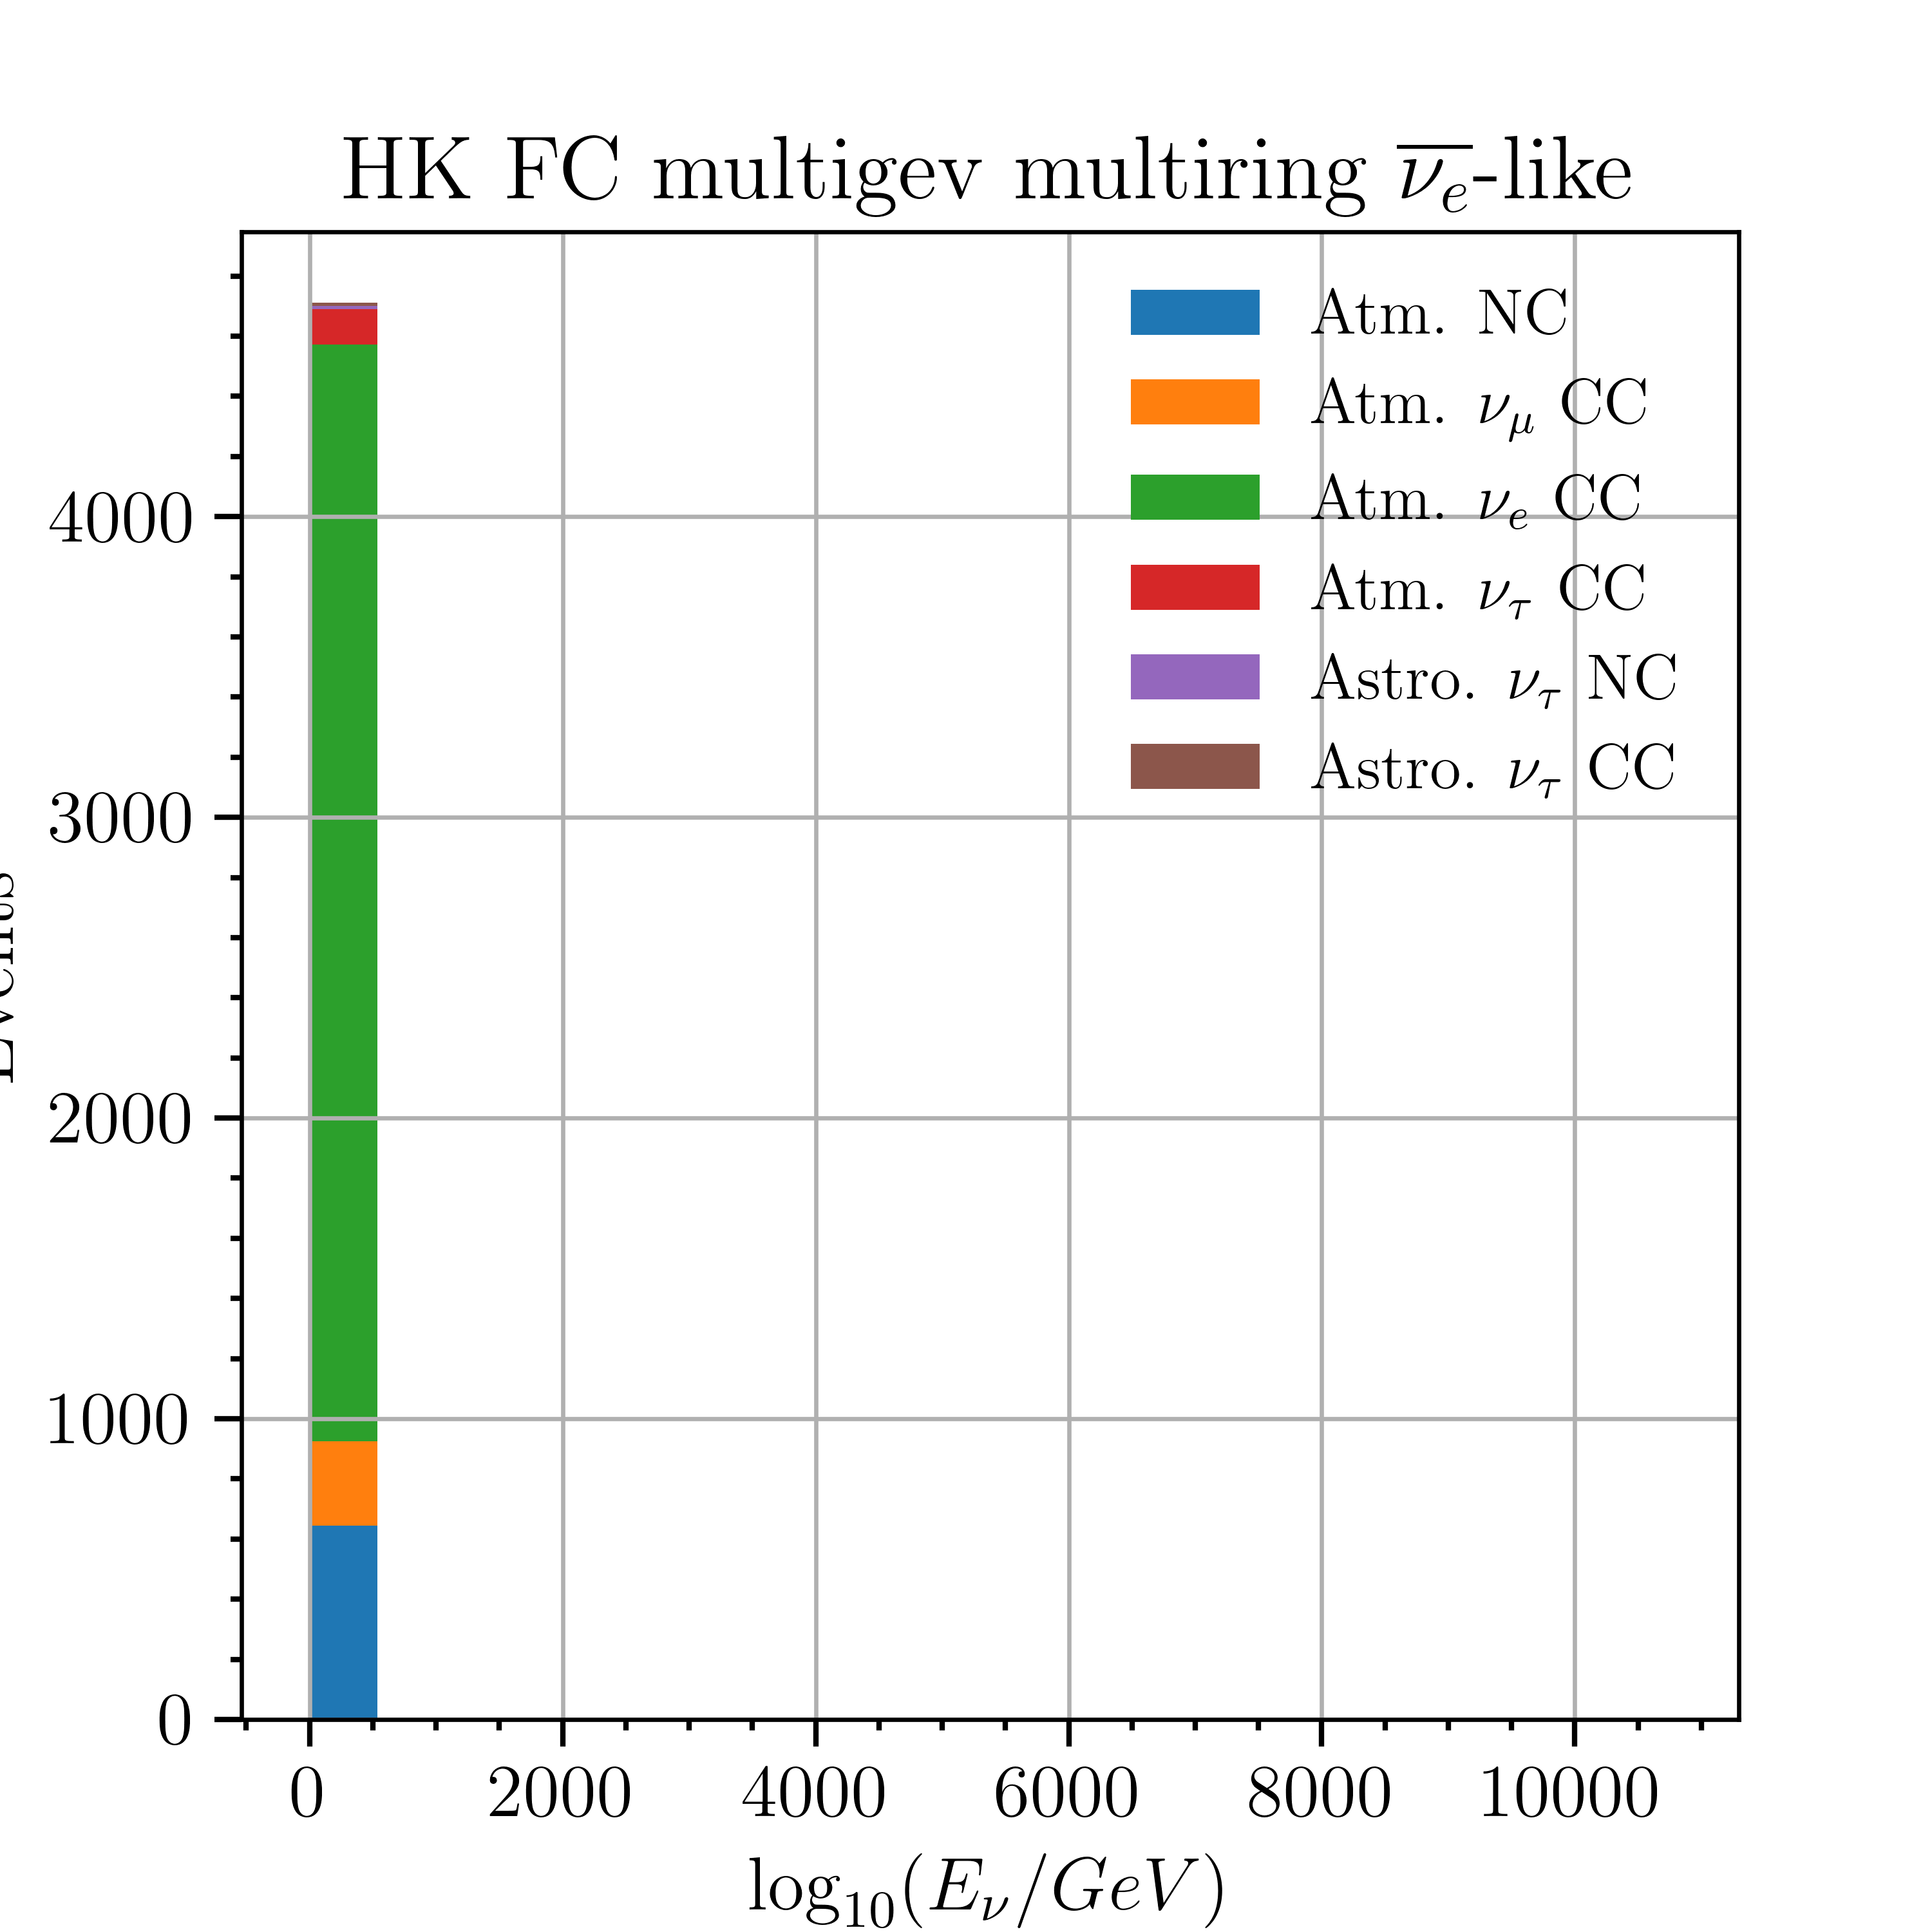 HK FC multigev multiring $\overline{\nu_e}$-like
Atm. NC
Atm. $\nu_\mu$ CC
Atm. $\nu_e$ CC
Atm. $\nu_\tau$ CC
Astro. $\nu_\tau$ NC
Astro. $\nu_\tau$ CC
4000
3000
2000
1000
0
0 2000 4000 6000 8000 10000
$\log_{10}(E_\nu/GeV)$